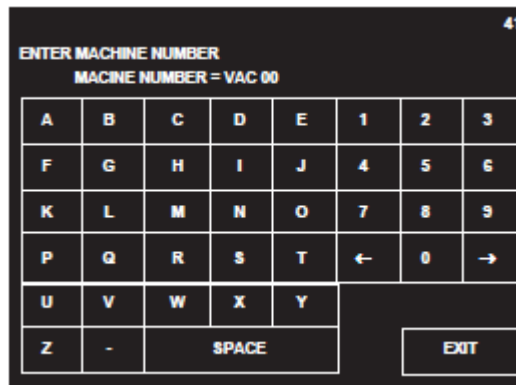 41
ENTER MACHINE NUMBER
MACINE NUMBER = VAC 00
A B C D E 1 2 3
F G H I J 4 5 6
K L M N O 7 8 9
P Q R S T ← 0 →
U V W X Y
Z - SPACE EXIT